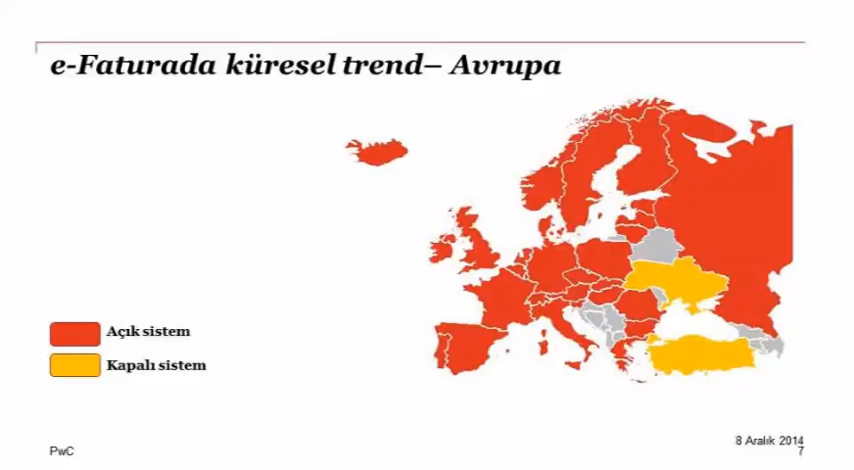 e-Faturada küresel trend– Avrupa
Açık sistem
Kapalı sistem
8 Aralık 2014
PwC
7